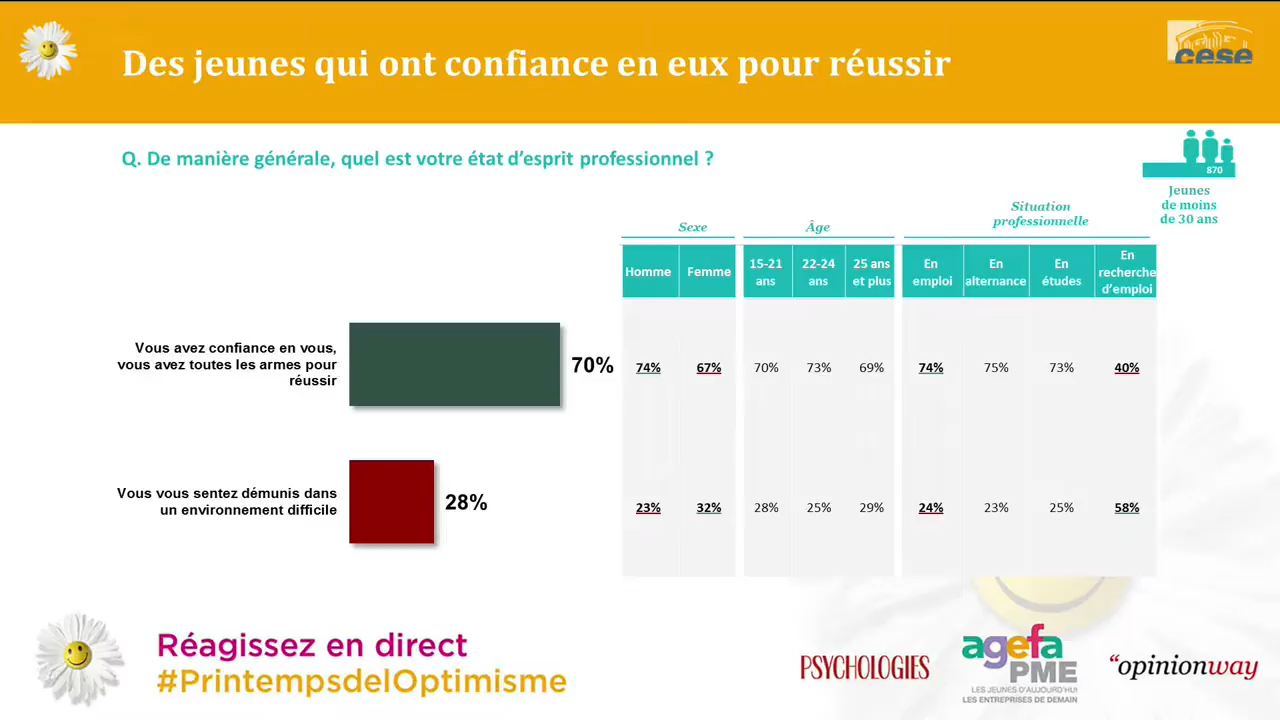 Des jeunes qui ont confiance en eux pour réussir
cese
Q. De manière générale, quel est votre état d'esprit professionnel ?
870
Jeunes
de moins
de 30 ans
Sexe
Âge
Situation
professionnelle
Homme
Femme
15-21
ans
22-24
ans
25 ans
et plus
En
emploi
En
alternance
En
études
En
recherche
d'emploi
Vous avez confiance en vous,
vous avez toutes les armes pour
réussir
70%
74% 67% 70% 73% 69% 74% 75% 73% 40%
Vous vous sentez démunis dans
un environnement difficile
28%
23% 32% 28% 25% 29% 24% 23% 25% 58%
Réagissez en direct
#PrintempsdelOptimisme
PSYCHOLOGIES
agefa
PME
LES JEUNES D'AUJOURD'HUI
LES ENTREPRISES DE DEMAIN
“opinionway